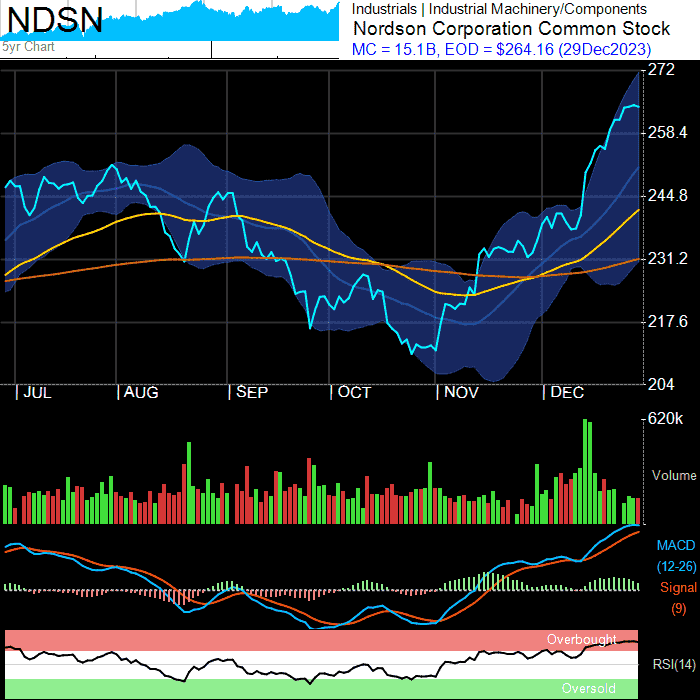 NDSN
5yr Chart
Industrials | Industrial Machinery/Components
Nordson Corporation Common Stock
MC = 15.1B, EOD = $264.16 (29Dec2023)
272
258.4
244.8
231.2
217.6
204
JUL AUG SEP OCT NOV DEC
620k
Volume
MACD
(12-26)
Signal
(9)
Overbought
RSI(14)
Oversold